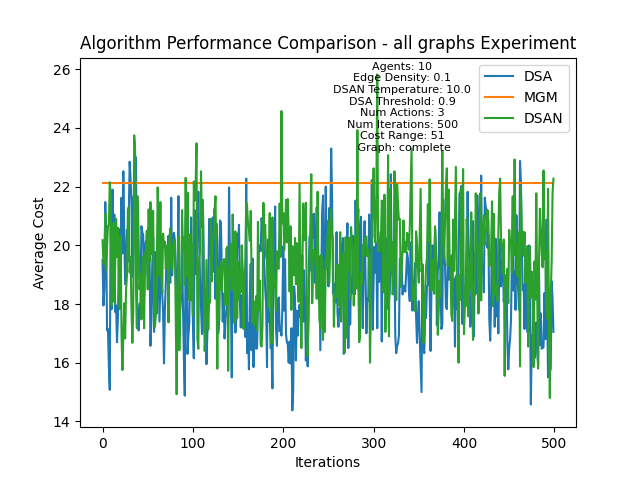 Algorithm Performance Comparison - all graphs Experiment
Agents: 10
Edge Density: 0.1
DSAN Temperature: 10.0
DSA Threshold: 0.9
Num Actions: 3
Num Iterations: 500
Cost Range: 51
Graph: complete
DSA
MGM
DSAN
26
24
22
20
18
16
14
Average Cost
0
100
200
300
400
500
Iterations